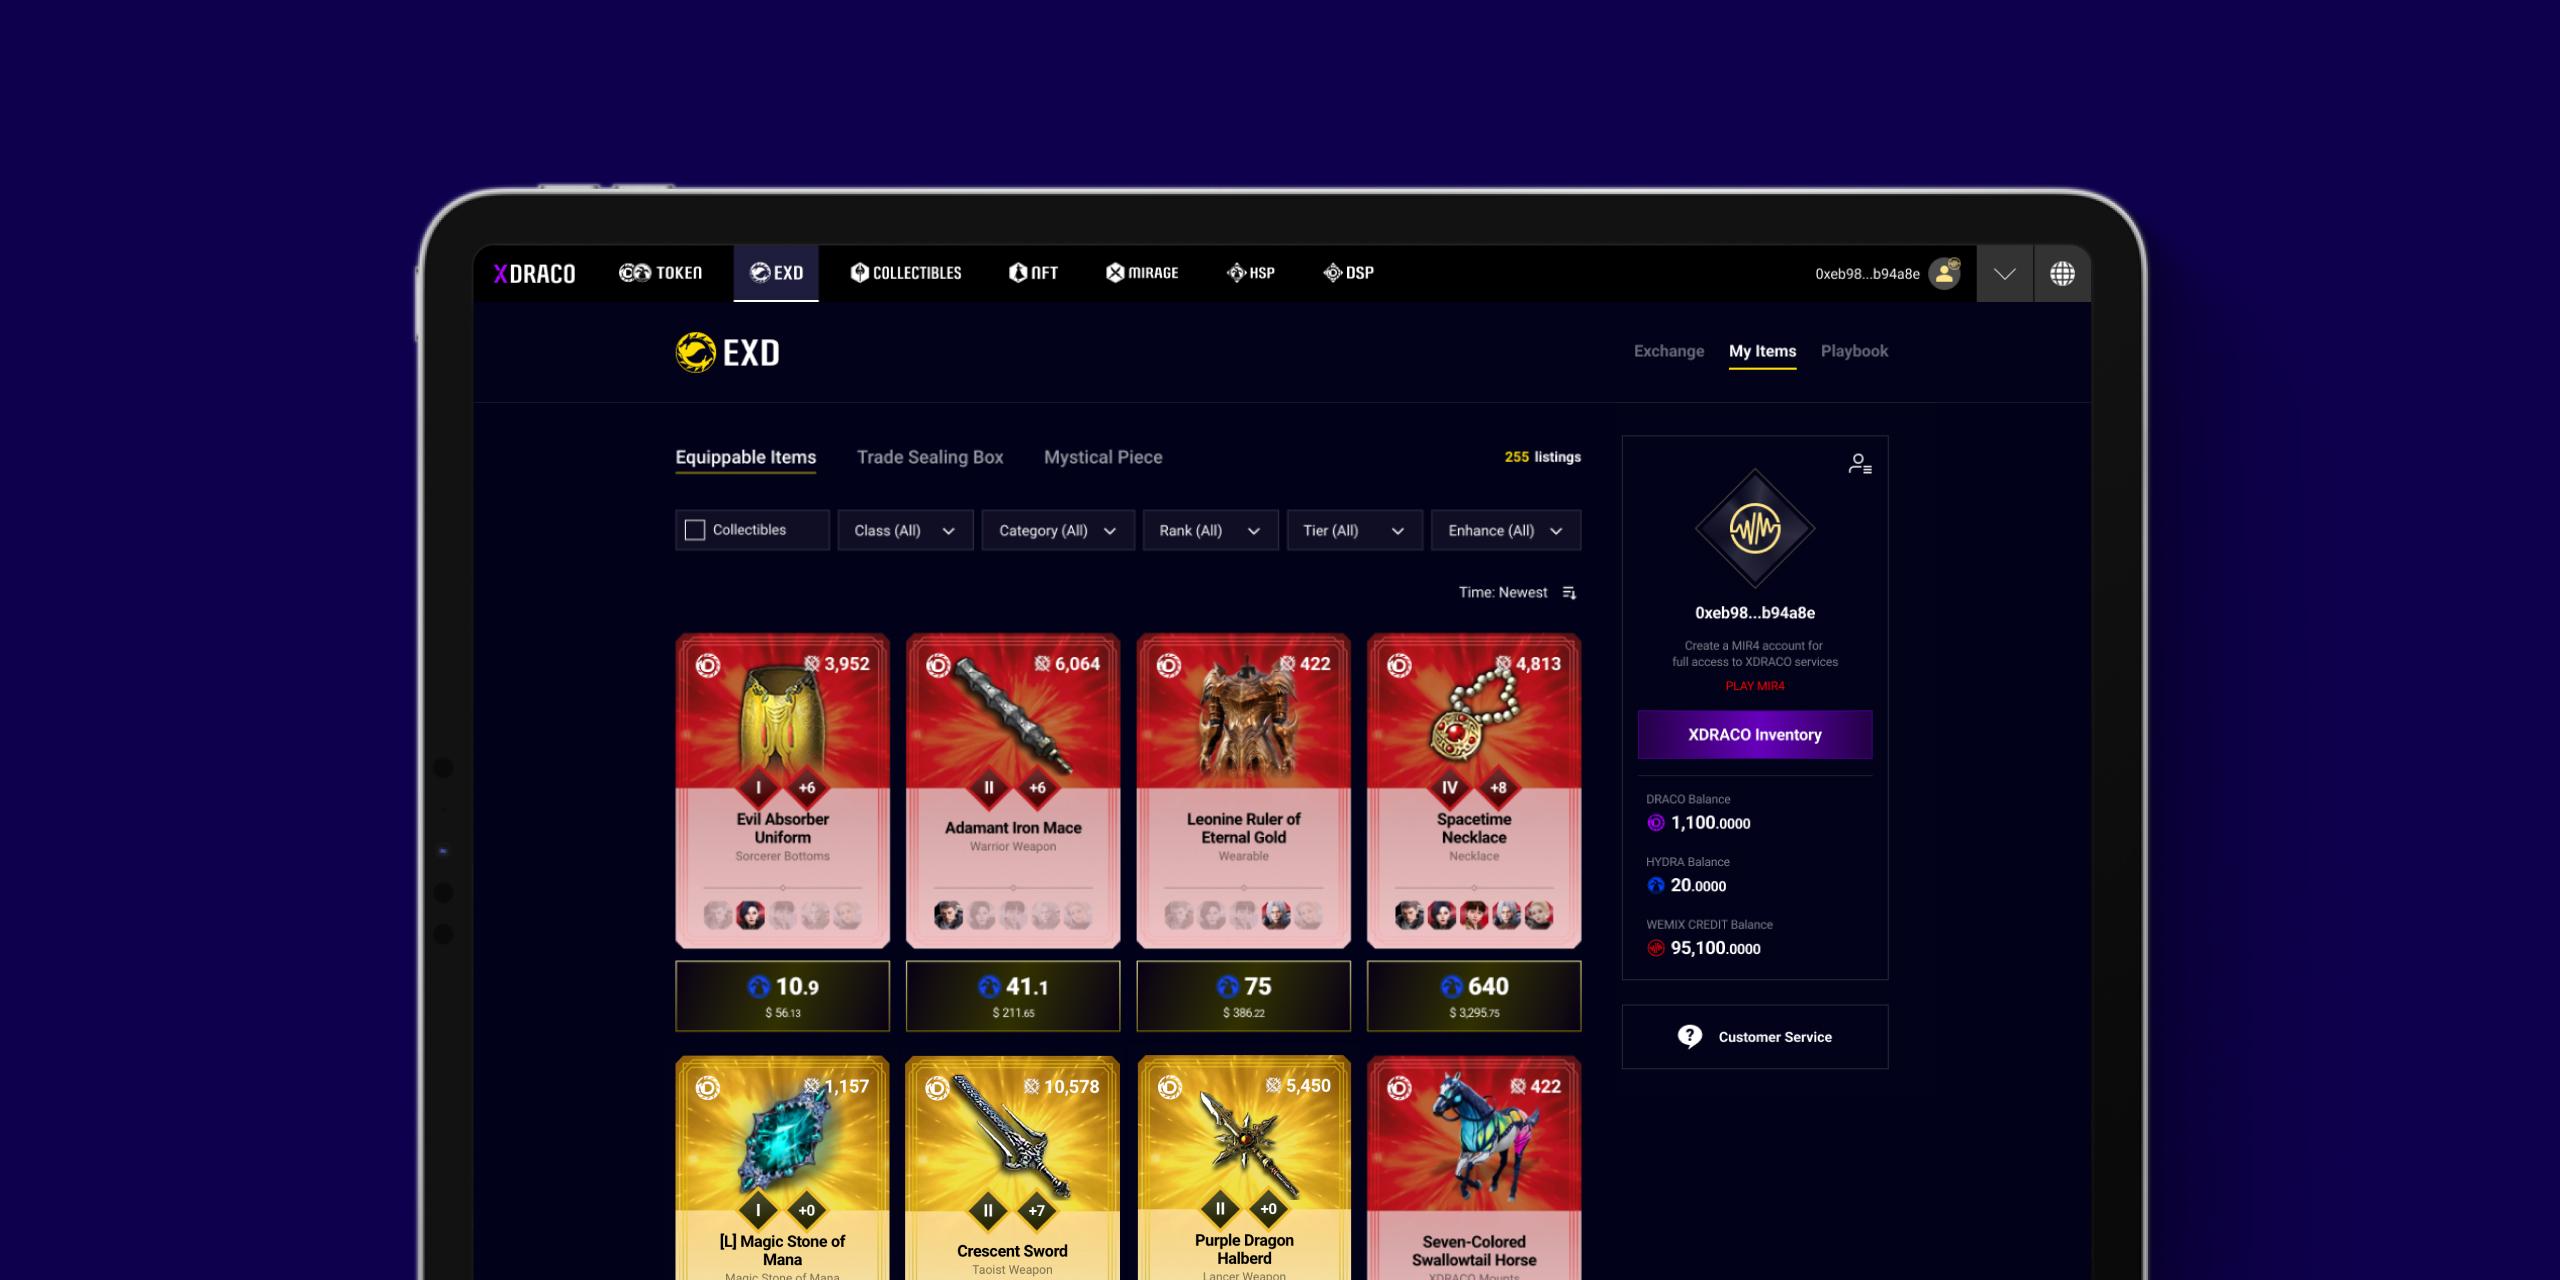 XDRACO
TOKEN
EXD
COLLECTIBLES
NFT
MIRAGE
HSP
DSP
0xeb98...b94a8e
EXD
Exchange
My Items
Playbook
Equippable Items
Trade Sealing Box
Mystical Piece
255 listings
Collectibles
Class (All)
Category (All)
Rank (All)
Tier (All)
Enhance (All)
Time: Newest
3,952
I
+6
Evil Absorber
Uniform
Sorcerer Bottoms
10.9
$ 56.13
6,064
II
+6
Adamant Iron Mace
Warrior Weapon
41.1
$ 211.65
422
Leonine Ruler of
Eternal Gold
Wearable
75
$ 386.22
4,813
IV
+8
Spacetime
Necklace
Necklace
640
$ 3,295.75
1,157
I
+0
[L] Magic Stone of
Mana
Magic Stone of Mana
10,578
II
+7
Crescent Sword
Taoist Weapon
5,450
II
+0
Purple Dragon
Halberd
Lancer Weapon
422
Seven-Colored
Swallowtail Horse
XDRACO Mounts
0xeb98...b94a8e
Create a MIR4 account for
full access to XDRACO services
PLAY MIR4
XDRACO Inventory
DRACO Balance
1,100.0000
HYDRA Balance
20.0000
WEMIX CREDIT Balance
95,100.0000
Customer Service